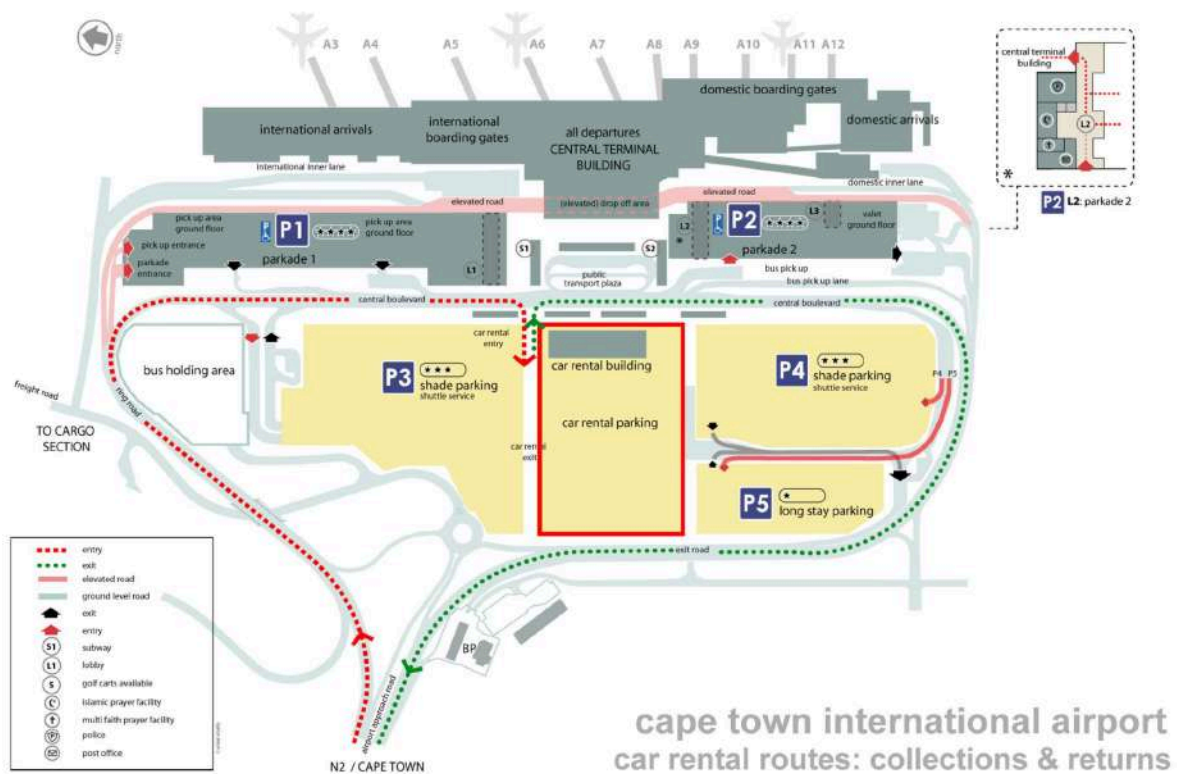 north
A3
A4
A5
A6
A7
A8
A9
A10
A11
A12
international arrivals
international
boarding gates
all departures
CENTRAL TERMINAL
BUILDING
domestic boarding gates
domestic arrivals
international inner lane
domestic inner lane
elevated road
(elevated) drop off area
elevated road
pick up area
ground floor
P1
pick up area
ground floor
pick up entrance
parkade
entrance
parkade 1
L1
S1
S2
public
transport plaza
L2
*
P2
L3
valet
ground floor
parkade 2
bus pick up
bus pick up lane
central boulevard
central boulevard
car rental
entry
bus holding area
P3
shade parking
shuttle service
car rental building
car rental parking
car rental
exit
P4
shade parking
shuttle service
P4 P5
P5
long stay parking
freight road
TO CARGO
SECTION
ring road
exit road
BP
airport approach road
N2 / CAPE TOWN
central terminal
building
L2
*
P2 L2: parkade 2
entry
exit
elevated road
ground level road
exit
entry
S1 subway
L1 lobby
S golf carts available
islamic prayer facility
multi faith prayer facility
police
post office
cape town international airport
car rental routes: collections & returns